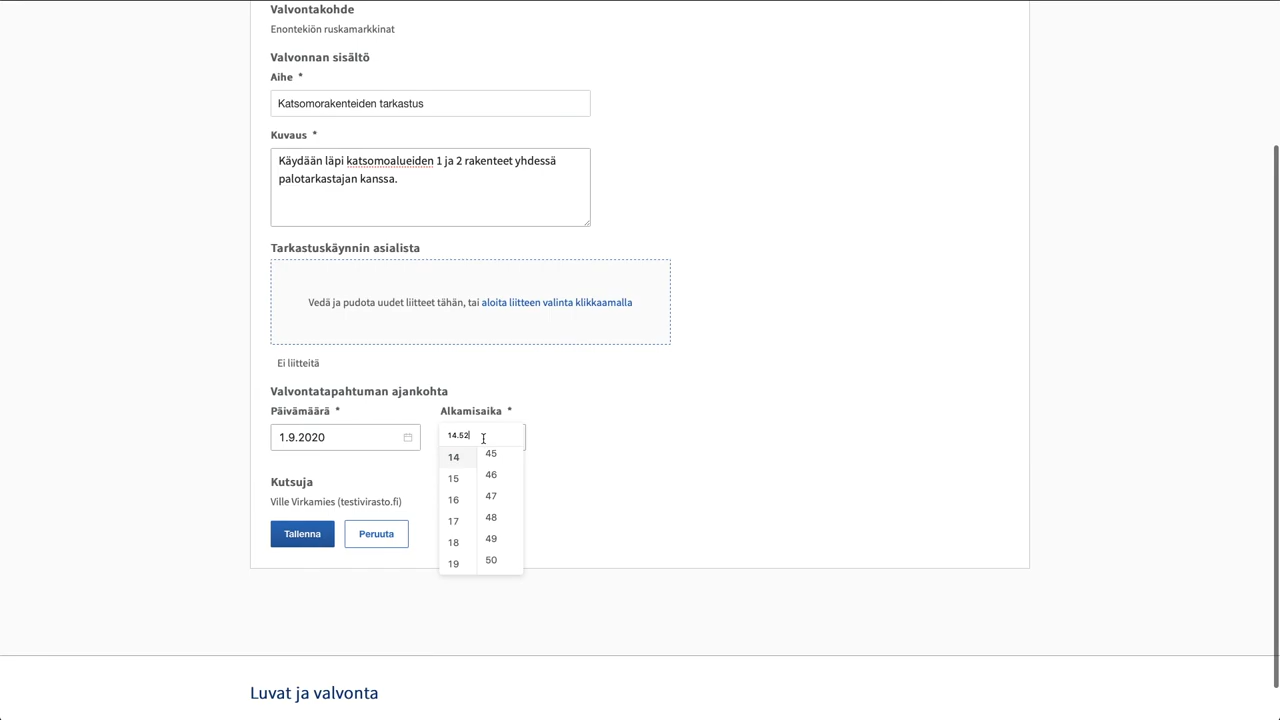 Valvontakohde
Enontekiön ruskamarkkinat
Valvonnan sisältö
Aihe *
Katsomorakenteiden tarkastus
Kuvaus *
Käydään läpi katsomoalueiden 1 ja 2 rakenteet yhdessä
palotarkastajan kanssa.
Tarkastuskäynnin asialista
Vedä ja pudota uudet liitteet tähän, tai aloita liitteen valinta klikkaamalla
Ei liitteitä
Valvontatapahtuman ajankohta
Päivämäärä * Alkamisaika *
1.9.2020 14.52
14 45
15 46
16 47
17 48
18 49
19 50
Kutsuja
Ville Virkamies (testivirasto.fi)
Tallenna Peruuta
Luvat ja valvonta